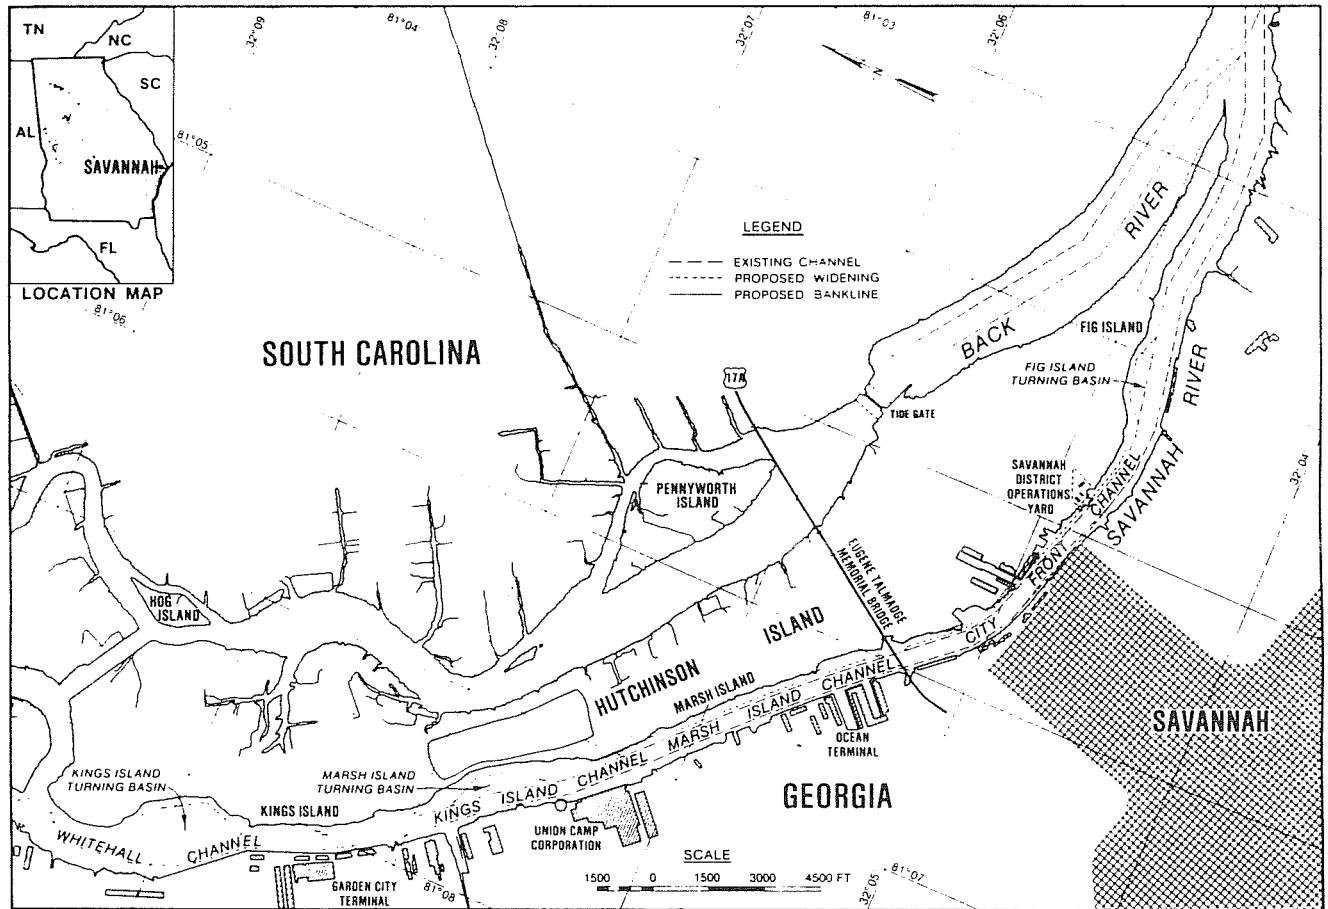 TN
NC
SC
AL
SAVANNAH
FL
LOCATION MAP
32°09
81°04
32°08
32°07
81°03
32°06
N
81°05
81°06
SOUTH CAROLINA
LEGEND
EXISTING CHANNEL
PROPOSED WIDENING
PROPOSED BANKLINE
RIVER
BACK
FIG ISLAND
FIG ISLAND
TURNING BASIN
RIVER
17A
TIDE GATE
SAVANNAH
DISTRICT
OPERATIONS
YARD
CHANNEL
SAVANNAH
32°04
PENNYWORTH
ISLAND
EUGENE TALMADGE
MEMORIAL BRIDGE
FRONT
CITY
HOG
ISLAND
ISLAND
HUTCHINSON
MARSH ISLAND
MARSH ISLAND CHANNEL
OCEAN
TERMINAL
SAVANNAH
KINGS ISLAND
TURNING BASIN
MARSH ISLAND
TURNING BASIN
KINGS ISLAND
KINGS ISLAND CHANNEL
GEORGIA
WHITEHALL CHANNEL
UNION CAMP
CORPORATION
GARDEN CITY
TERMINAL
81°08
SCALE
1500 0 1500 3000 4500 FT
32°05
81°07